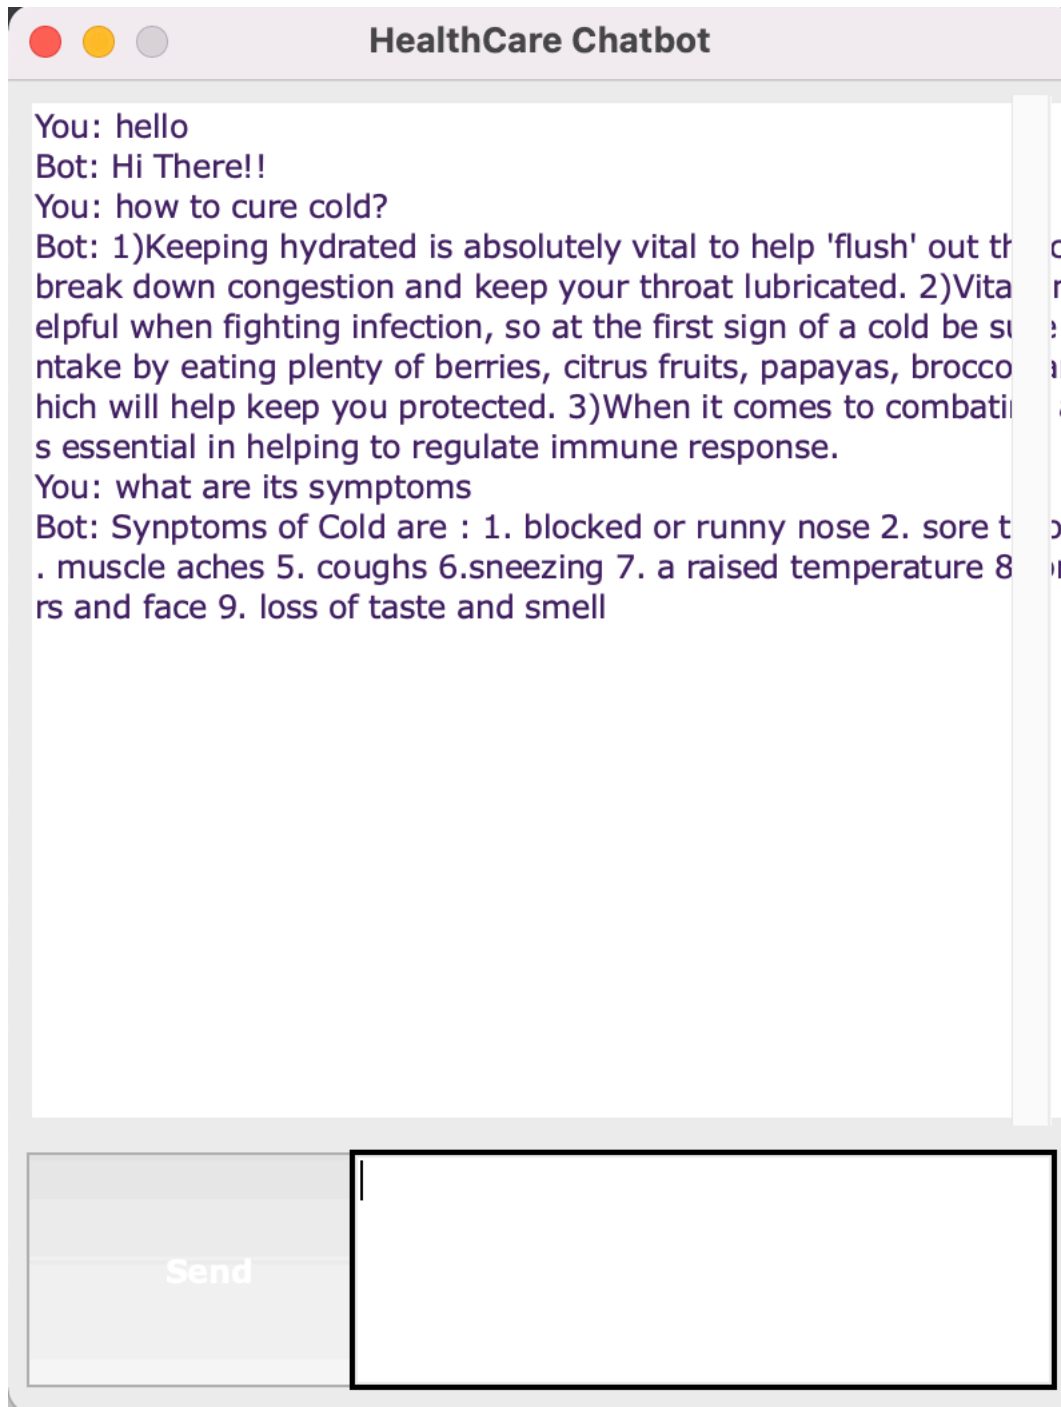 HealthCare Chatbot
You: hello
Bot: Hi There!!
You: how to cure cold?
Bot: 1)Keeping hydrated is absolutely vital to help 'flush' out
break down congestion and keep your throat lubricated. 2)
elpful when fighting infection, so at the first sign of a cold be
ntake by eating plenty of berries, citrus fruits, papayas,
hich will help keep you protected. 3)When it comes to
s essential in helping to regulate immune response.
You: what are its symptoms
Bot: Synptoms of Cold are : 1. blocked or runny nose 2. sore
. muscle aches 5. coughs 6.sneezing 7. a raised temperature 8
rs and face 9. loss of taste and smell
Send